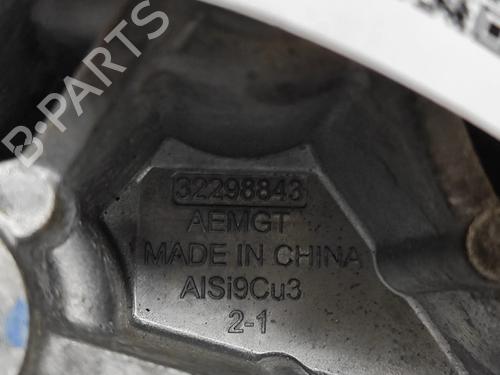 B-PARTS
32298843
AEMGT
MADE IN CHINA
AlSi9Cu3
2-1